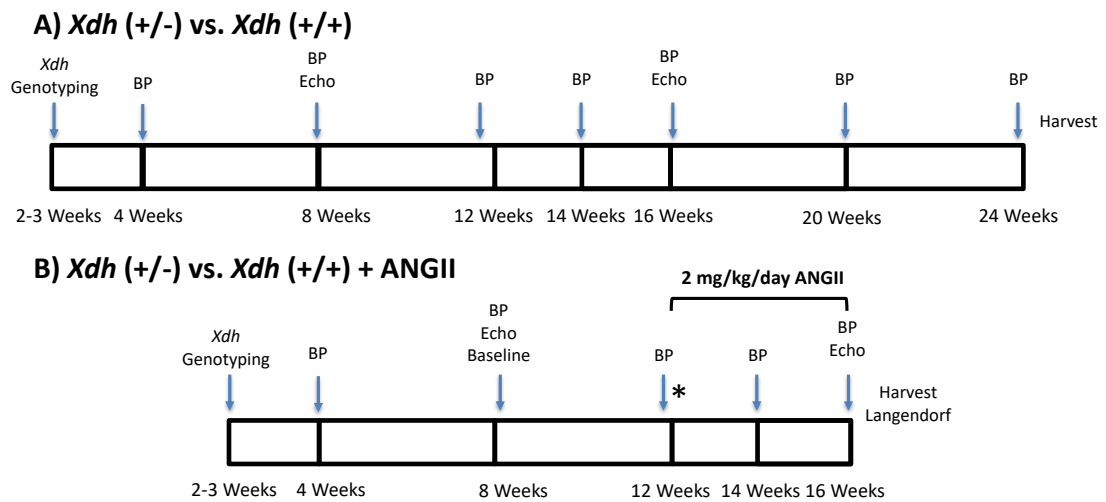 A) Xdh (+/-) vs. Xdh (+/+)
Xdh
Genotyping
BP
BP
Echo
BP
BP
BP
Echo
BP
BP
Harvest
2-3 Weeks
4 Weeks
8 Weeks
12 Weeks
14 Weeks
16 Weeks
20 Weeks
24 Weeks
B) Xdh (+/-) vs. Xdh (+/+) + ANGII
2 mg/kg/day ANGII
Xdh
Genotyping
BP
BP
Echo
Baseline
BP
*
BP
BP
Echo
Harvest
Langendorf
2-3 Weeks
4 Weeks
8 Weeks
12 Weeks
14 Weeks
16 Weeks